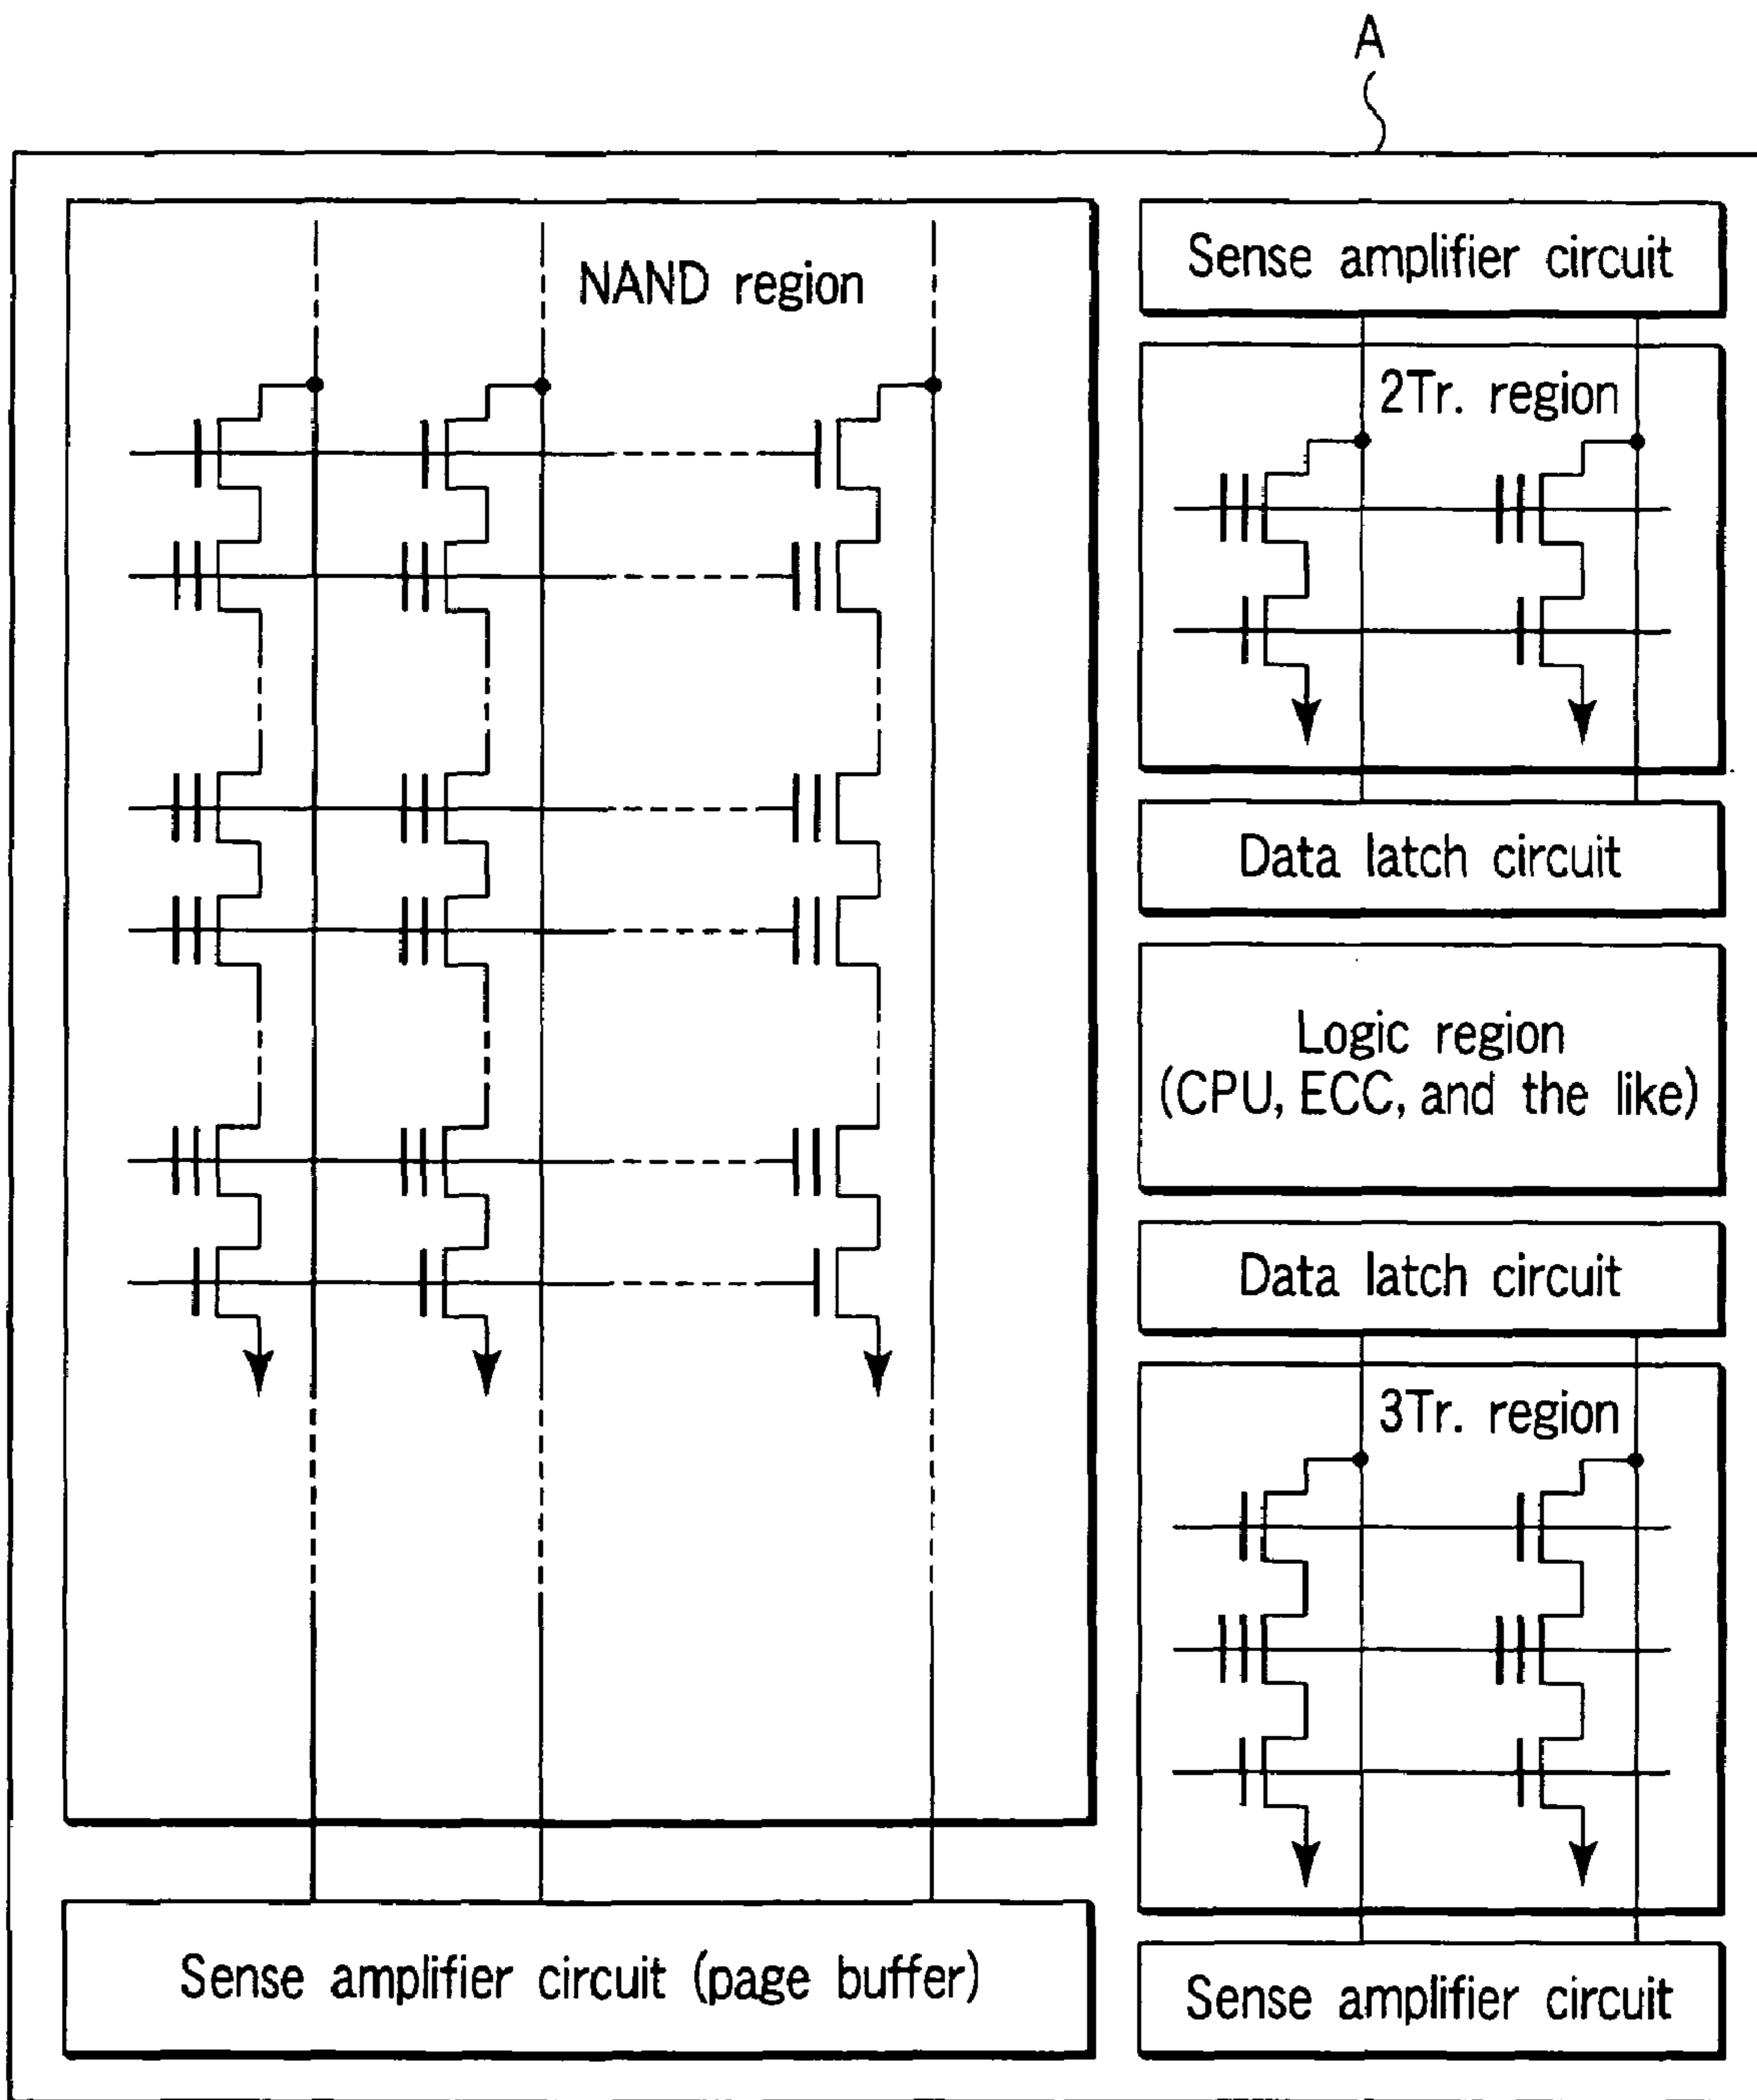 A
NAND region
Sense amplifier circuit (page buffer)
Sense amplifier circuit
2Tr. region
Data latch circuit
Logic region
(CPU, ECC, and the like)
Data latch circuit
3Tr. region
Sense amplifier circuit